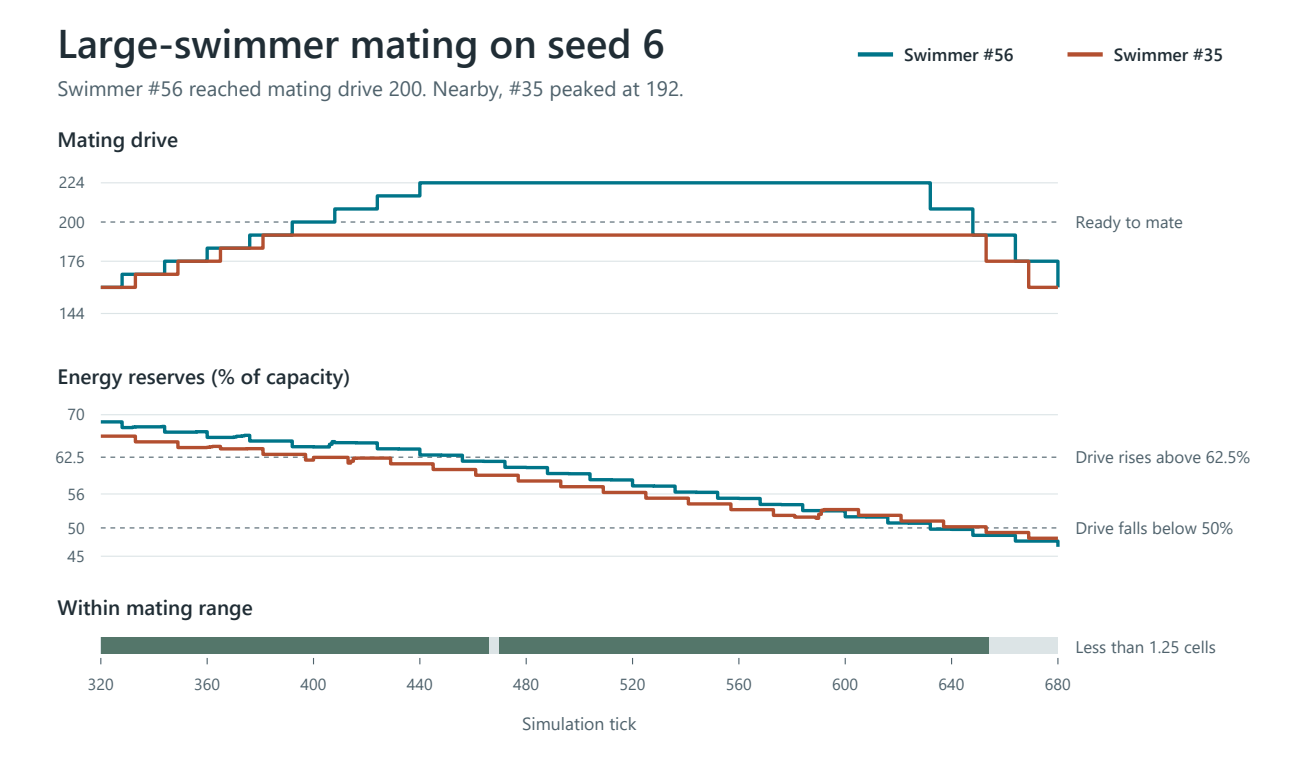 Large-swimmer mating on seed 6
Swimmer #56
Swimmer #35
Swimmer #56 reached mating drive 200. Nearby, #35 peaked at 192.
Mating drive
224
200
Ready to mate
176
144
Energy reserves (% of capacity)
70
62.5
Drive rises above 62.5%
56
50
Drive falls below 50%
45
Within mating range
Less than 1.25 cells
320 360 400 440 480 520 560 600 640 680
Simulation tick